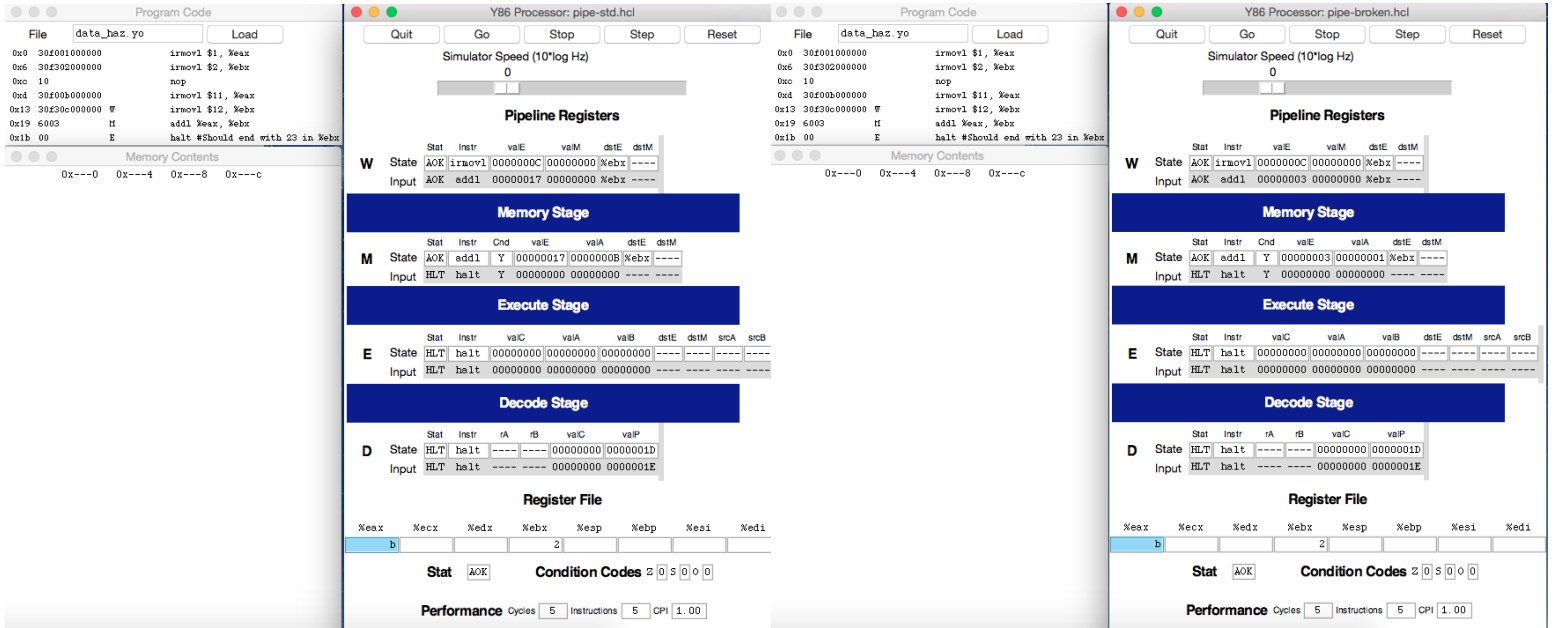 Program Code
File data_haz.yo Load
0x0 30f001000000 irmovl $1, %eax
0x6 30f302000000 irmovl $2, %ebx
0xc 10 nop
0xd 30f00b000000 irmovl $11, %eax
0x13 30f30c000000 W irmovl $12, %ebx
0x19 6003 M addl %eax, %ebx
0x1b 00 E halt #Should end with 23 in %ebx
Memory Contents
0x---0 0x---4 0x---8 0x---c
Y86 Processor: pipe-std.hcl
Quit Go Stop Step Reset
Simulator Speed (10*log Hz)
0
Pipeline Registers
Stat Instr valE valM dstE dstM
W State AOK irmovl 0000000C 00000000 %ebx ----
Input AOK addl 00000017 00000000 %ebx ----
Memory Stage
Stat Instr Cnd valE valA dstE dstM
M State AOK addl Y 00000017 0000000B %ebx ----
Input HLT halt Y 00000000 00000000 ---- ----
Execute Stage
Stat Instr valC valA valB dstE dstM srcA srcB
E State HLT halt 00000000 00000000 00000000 ---- ---- ---- ----
Input HLT halt 00000000 00000000 00000000 ---- ---- ---- ----
Decode Stage
Stat Instr rA rB valC valP
D State HLT halt ---- ---- 00000000 0000001D
Input HLT halt ---- ---- 00000000 0000001E
Register File
%eax %ecx %edx %ebx %esp %ebp %esi %edi
b 2
Stat AOK Condition Codes Z 0 S 0 O 0
Performance Cycles 5 Instructions 5 CPI 1.00
Program Code
File data_haz.yo Load
0x0 30f001000000 irmovl $1, %eax
0x6 30f302000000 irmovl $2, %ebx
0xc 10 nop
0xd 30f00b000000 irmovl $11, %eax
0x13 30f30c000000 W irmovl $12, %ebx
0x19 6003 M addl %eax, %ebx
0x1b 00 E halt #Should end with 23 in %ebx
Memory Contents
0x---0 0x---4 0x---8 0x---c
Y86 Processor: pipe-broken.hcl
Quit Go Stop Step Reset
Simulator Speed (10*log Hz)
0
Pipeline Registers
Stat Instr valE valM dstE dstM
W State AOK irmovl 0000000C 00000000 %ebx ----
Input AOK addl 00000003 00000000 %ebx ----
Memory Stage
Stat Instr Cnd valE valA dstE dstM
M State AOK addl Y 00000003 00000001 %ebx ----
Input HLT halt Y 00000000 00000000 ---- ----
Execute Stage
Stat Instr valC valA valB dstE dstM srcA srcB
E State HLT halt 00000000 00000000 00000000 ---- ---- ---- ----
Input HLT halt 00000000 00000000 00000000 ---- ---- ---- ----
Decode Stage
Stat Instr rA rB valC valP
D State HLT halt ---- ---- 00000000 0000001D
Input HLT halt ---- ---- 00000000 0000001E
Register File
%eax %ecx %edx %ebx %esp %ebp %esi %edi
b 2
Stat AOK Condition Codes Z 0 S 0 O 0
Performance Cycles 5 Instructions 5 CPI 1.00